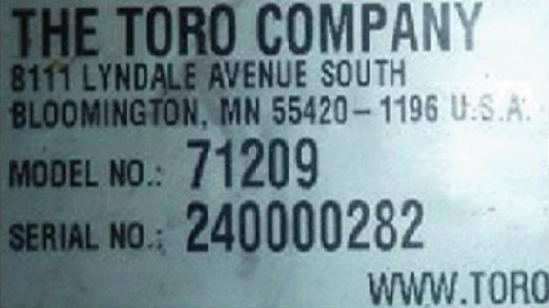 THE TORO COMPANY
8111 LYNDALE AVENUE SOUTH
BLOOMINGTON, MN 55420-1196 U.S.A.
MODEL NO.: 71209
SERIAL NO.: 240000282
WWW.TORO